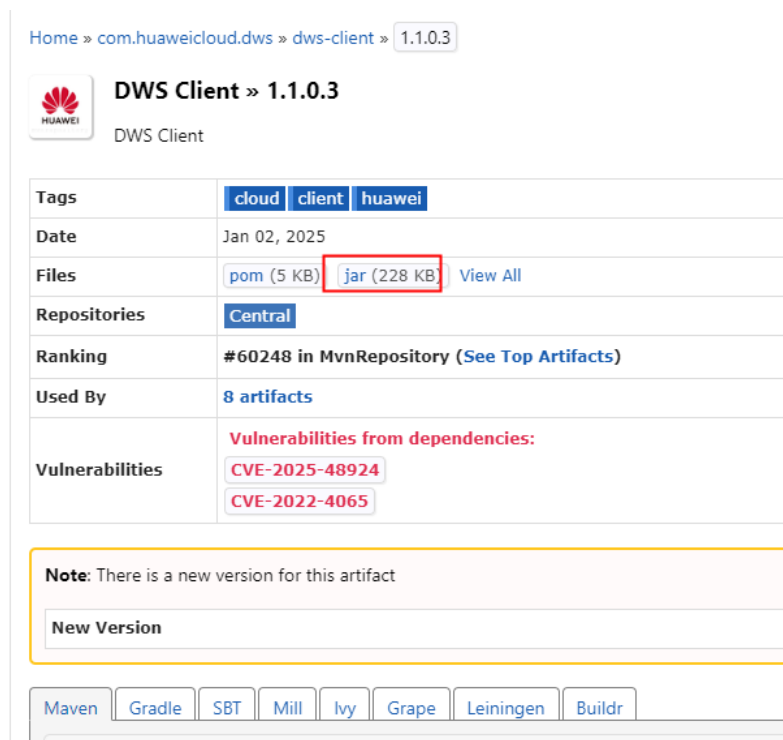 Home » com.huaweicloud.dws » dws-client » 1.1.0.3
HUAWEI
DWS Client » 1.1.0.3
DWS Client
Tags cloud client huawei
Date Jan 02, 2025
Files pom (5 KB) jar (228 KB) View All
Repositories Central
Ranking #60248 in MvnRepository (See Top Artifacts)
Used By 8 artifacts
Vulnerabilities Vulnerabilities from dependencies:
CVE-2025-48924
CVE-2022-4065
Note: There is a new version for this artifact
New Version
Maven Gradle SBT Mill Ivy Grape Leiningen Buildr